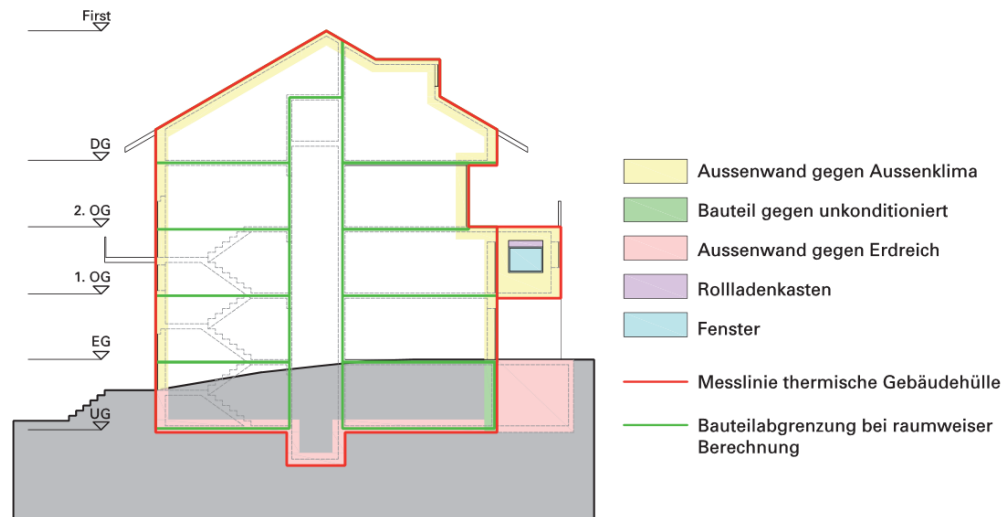 First
DG
2. OG
1. OG
EG
UG
Aussenwand gegen Aussenklima
Bauteil gegen unkonditioniert
Aussenwand gegen Erdreich
Rollladenkasten
Fenster
Messlinie thermische Gebäudehülle
Bauteilabgrenzung bei raumweiser
Berechnung